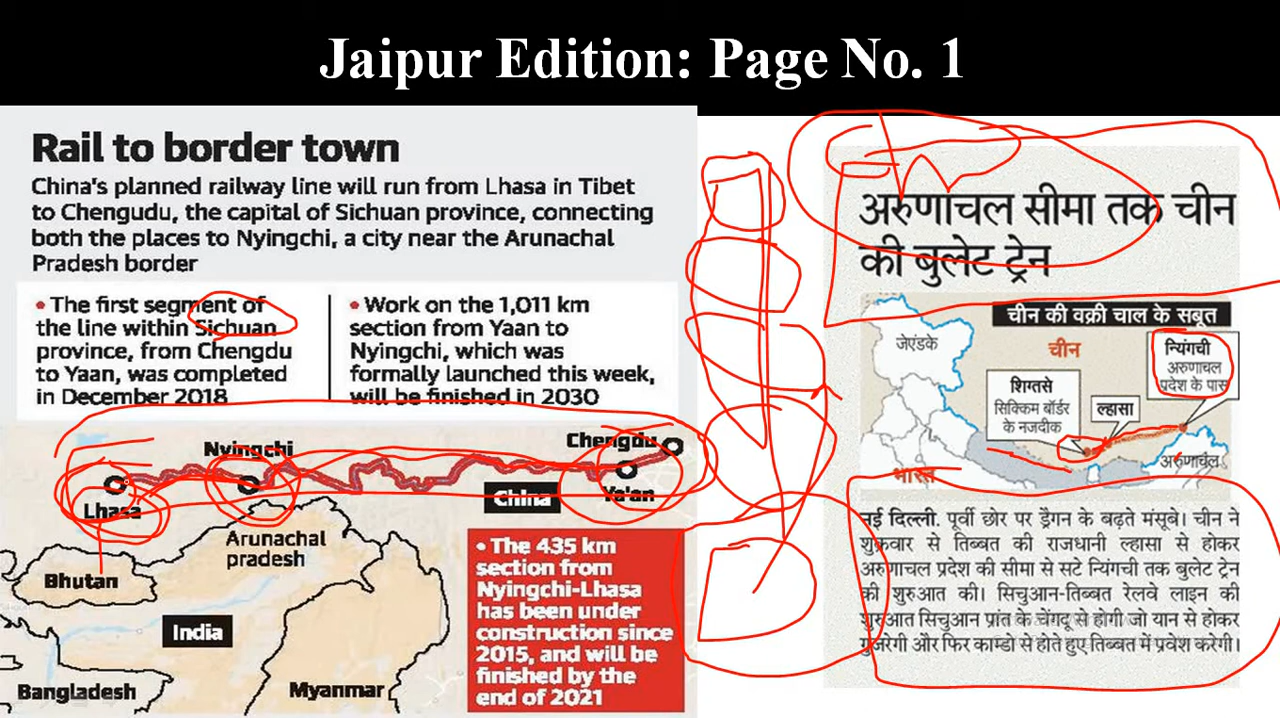 Jaipur Edition: Page No. 1
Rail to border town
China's planned railway line will run from Lhasa in Tibet
to Chengudu, the capital of Sichuan province, connecting
both the places to Nyingchi, a city near the Arunachal
Pradesh border
• The first segment of
the line within Sichuan
province, from Chengdu
to Yaan, was completed
in December 2018
• Work on the 1,011 km
section from Yaan to
Nyingchi, which was
formally launched this week,
will be finished in 2030
Nyingchi
Chengdu
Lhasa
Ya'an
China
Arunachal
pradesh
Bhutan
India
Bangladesh
Myanmar
• The 435 km
section from
Nyingchi-Lhasa
has been under
construction since
2015, and will be
finished by the
end of 2021
अरुणाचल सीमा तक चीन
की बुलेट ट्रेन
चीन की वक्री चाल के सबूत
जेएंडके
चीन
न्यिंगची
अरुणाचल
प्रदेश के पास
शिगत्से
सिक्किम बॉर्डर
के नजदीक
ल्हासा
भारत
अरुणाचल
नई दिल्ली. पूर्वी छोर पर ड्रैगन के बढ़ते मंसूबे। चीन ने
शुक्रवार से तिब्बत की राजधानी ल्हासा से होकर
अरुणाचल प्रदेश की सीमा से सटे न्यिंगची तक बुलेट ट्रेन
की शुरुआत की। सिचुआन-तिब्बत रेलवे लाइन की
शुरुआत सिचुआन प्रांत के चेंगदू से होगी जो यान से होकर
गुजरेगी और फिर काम्डो से होते हुए तिब्बत में प्रवेश करेगी।